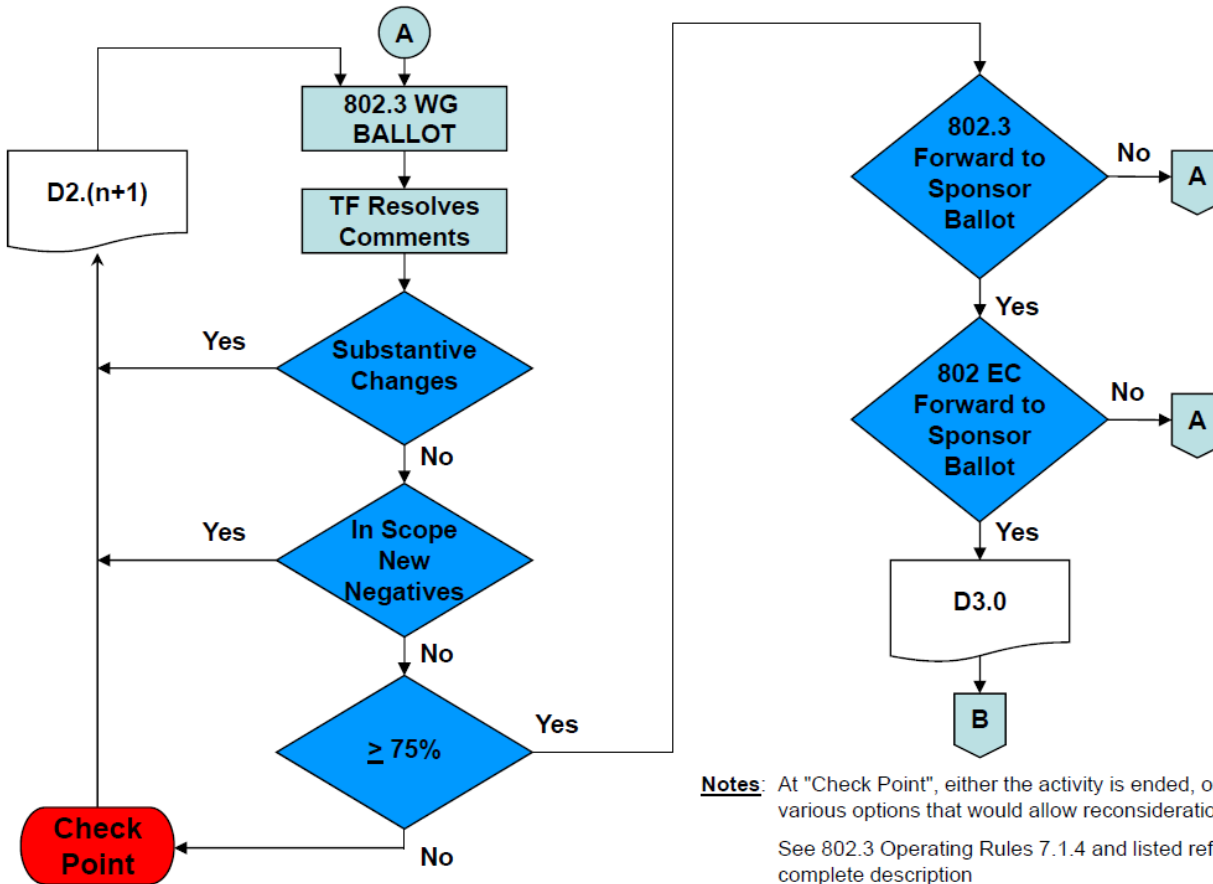 A
802.3 WG
BALLOT
D2.(n+1)
TF Resolves
Comments
Yes
Substantive
Changes
No
Yes
In Scope
New
Negatives
No
≥ 75%
Yes
No
Check
Point
802.3
Forward to
Sponsor
Ballot
No
A
Yes
802 EC
Forward to
Sponsor
Ballot
No
A
Yes
D3.0
B
Notes: At "Check Point", either the activity is ended, o
various options that would allow reconsideratio
See 802.3 Operating Rules 7.1.4 and listed ref
complete description